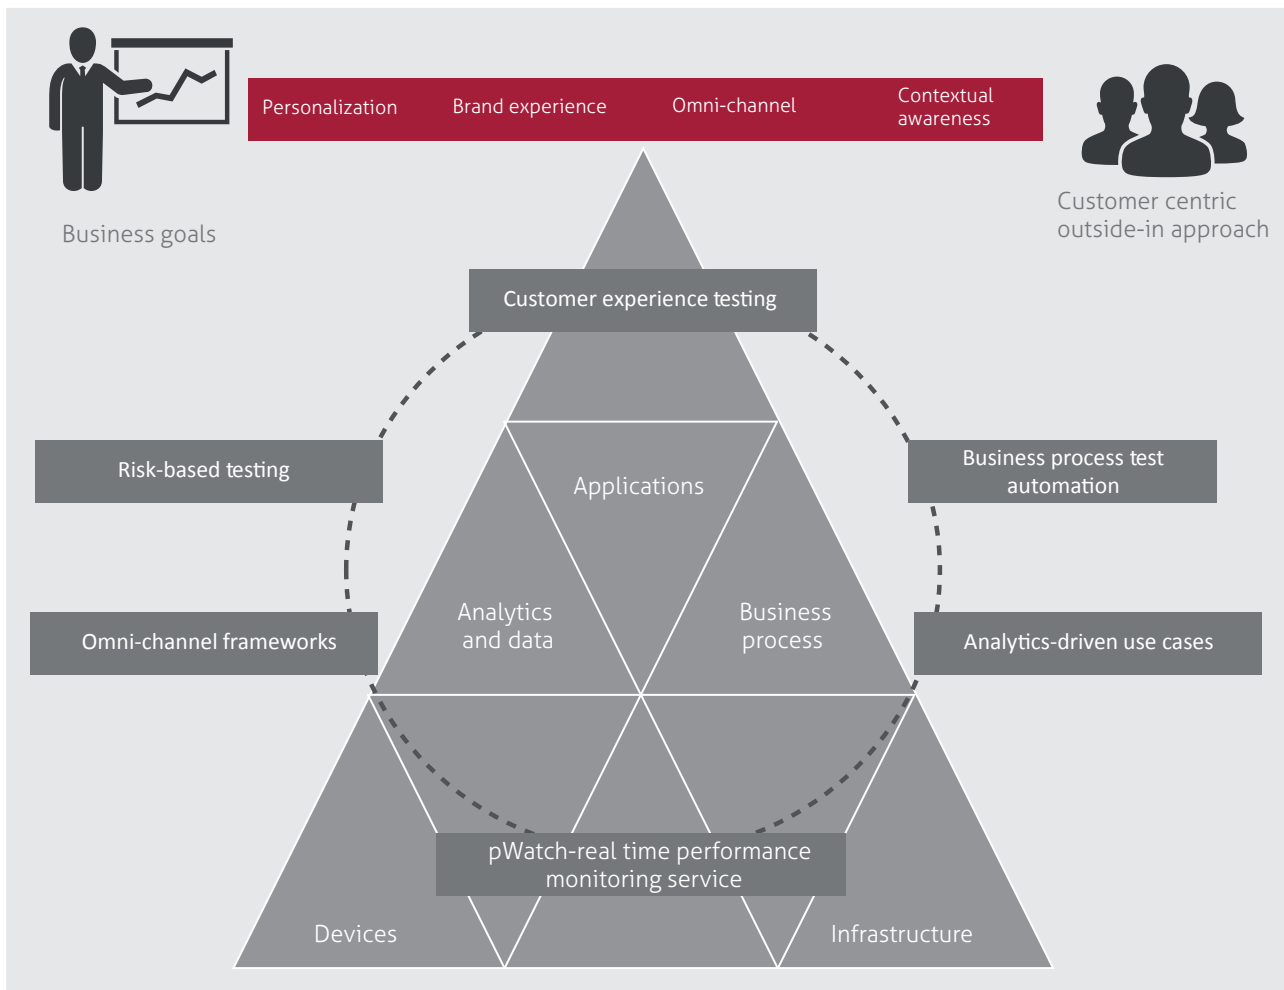 Personalization
Brand experience
Omni-channel
Contextual
awareness
Business goals
Customer centric
outside-in approach
Customer experience testing
Risk-based testing
Business process test
automation
Applications
Analytics
and data
Business
process
Omni-channel frameworks
Analytics-driven use cases
pWatch-real time performance
monitoring service
Devices
Infrastructure